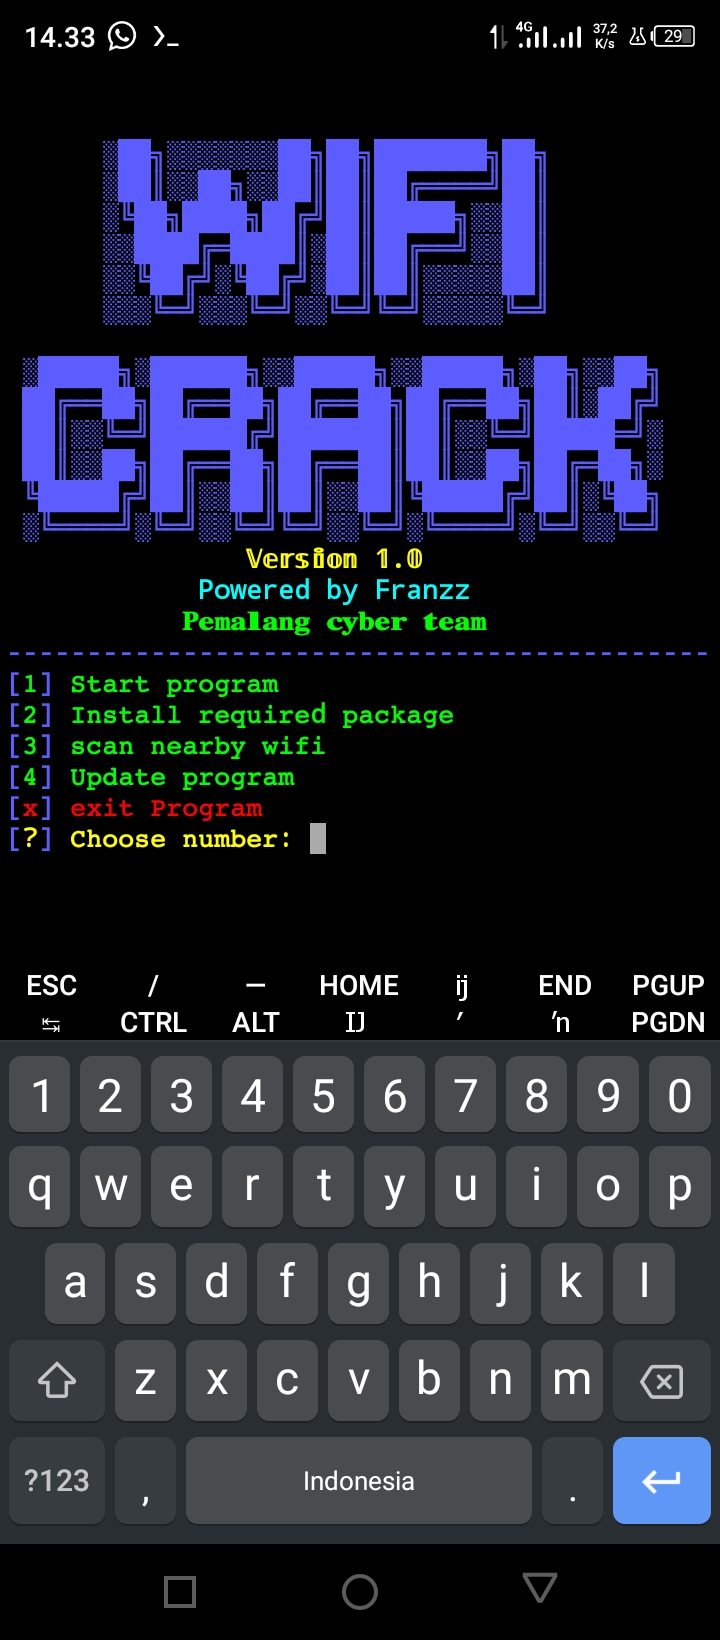 14.33 4G 37,2 K/s 29
WIFI
CRACK
Version 1.0
Powered by Franzz
Pemalang cyber team
-------------------------------------------
[1] Start program
[2] Install required package
[3] scan nearby wifi
[4] Update program
[x] exit Program
[?] Choose number:
ESC / — HOME ĳ END PGUP
↹ CTRL ALT Ĳ ′ ŉ PGDN
1 2 3 4 5 6 7 8 9 0
q w e r t y u i o p
a s d f g h j k l
z x c v b n m
?123 , Indonesia .